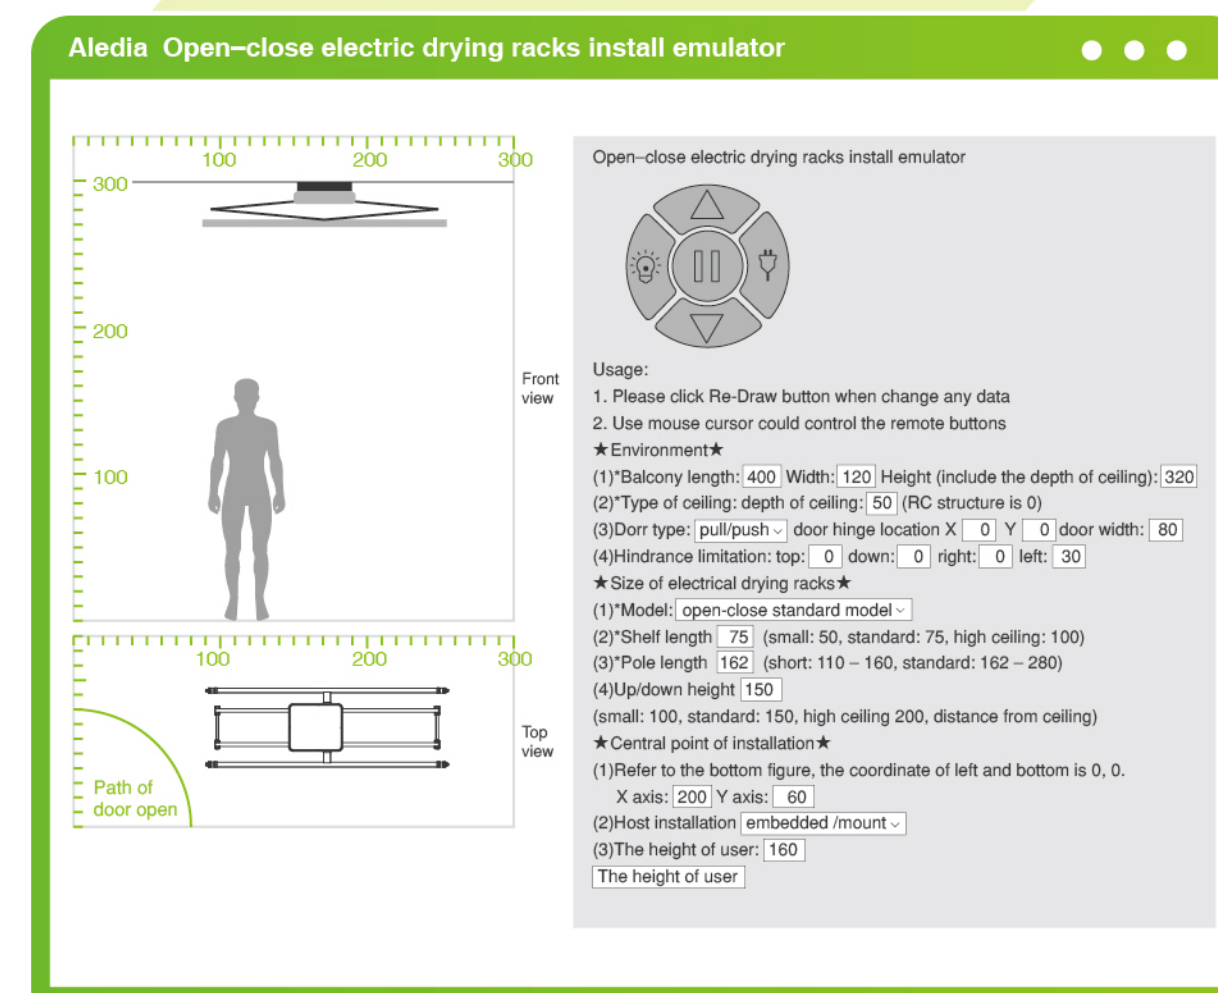 Aledia Open–close electric drying racks install emulator
100 200 300
300
200
100
Front
view
100 200 300
Top
view
Path of
door open
Open–close electric drying racks install emulator
Usage:
1. Please click Re-Draw button when change any data
2. Use mouse cursor could control the remote buttons
★Environment★
(1)*Balcony length: 400 Width: 120 Height (include the depth of ceiling): 320
(2)*Type of ceiling: depth of ceiling: 50 (RC structure is 0)
(3)Dorr type: pull/push door hinge location X 0 Y 0 door width: 80
(4)Hindrance limitation: top: 0 down: 0 right: 0 left: 30
★Size of electrical drying racks★
(1)*Model: open-close standard model
(2)*Shelf length 75 (small: 50, standard: 75, high ceiling: 100)
(3)*Pole length 162 (short: 110 – 160, standard: 162 – 280)
(4)Up/down height 150
(small: 100, standard: 150, high ceiling 200, distance from ceiling)
★Central point of installation★
(1)Refer to the bottom figure, the coordinate of left and bottom is 0, 0.
X axis: 200 Y axis: 60
(2)Host installation embedded /mount
(3)The height of user: 160
The height of user